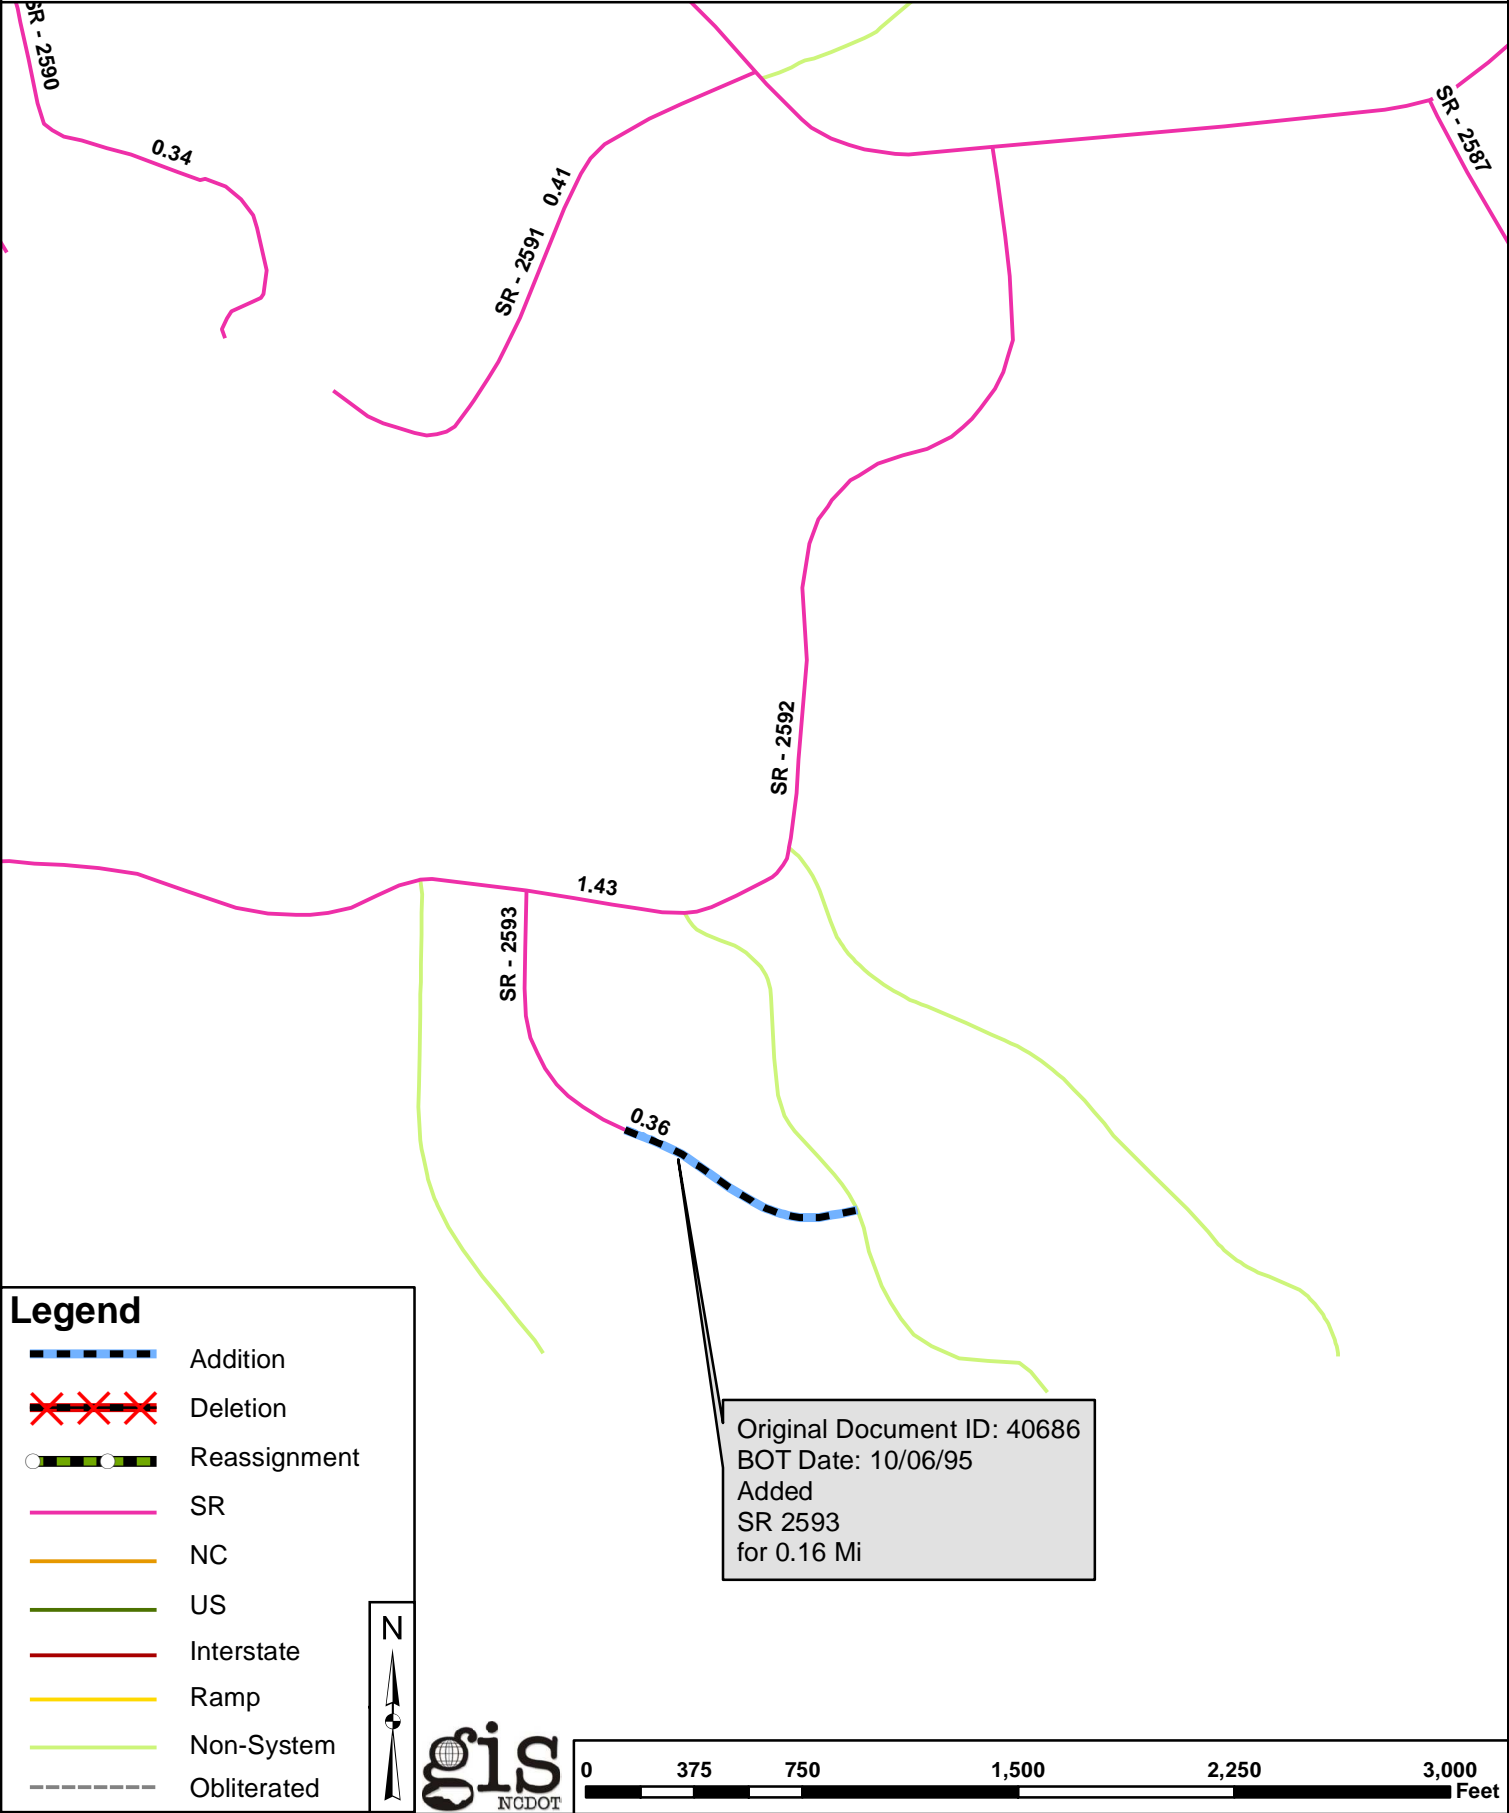 SR - 2590
0.34
0.41
SR - 2591
SR - 2587
SR - 2592
1.43
SR - 2593
0.36
Original Document ID: 40686
BOT Date: 10/06/95
Added
SR 2593
for 0.16 Mi
Legend
Addition
Deletion
Reassignment
SR
NC
US
Interstate
Ramp
Non-System
Obliterated
N
gis
NCDOT
0 375 750 1,500 2,250 3,000
Feet